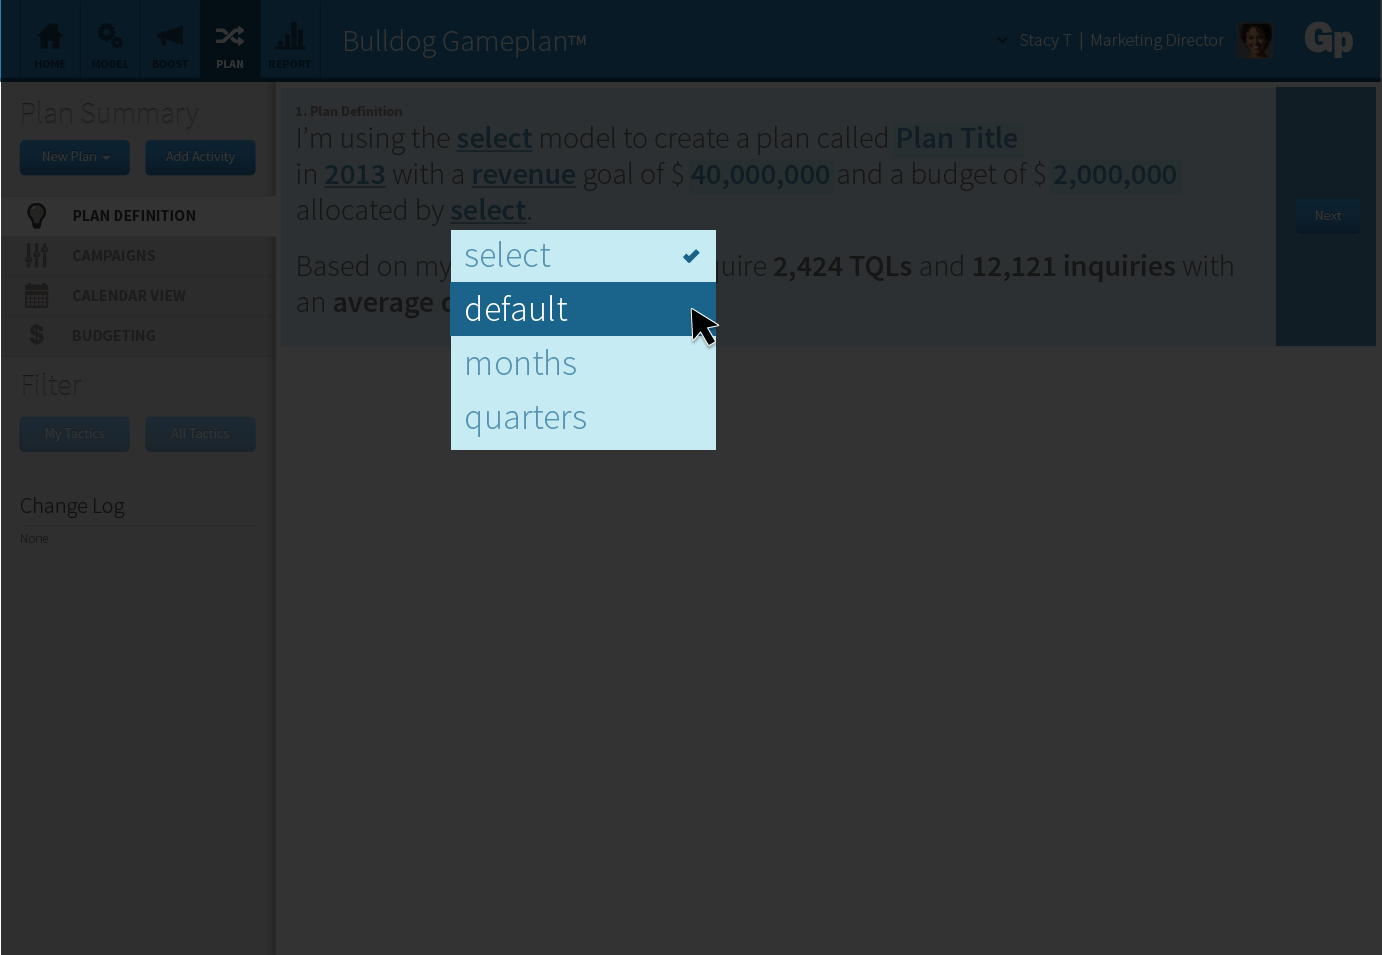 HOME
MODEL
BOOST
PLAN
REPORT
Bulldog Gameplan™
Stacy T | Marketing Director
Gp
Plan Summary
New Plan
Add Activity
PLAN DEFINITION
CAMPAIGNS
CALENDAR VIEW
BUDGETING
Filter
My Tactics
All Tactics
Change Log
None
1. Plan Definition
I'm using the select model to create a plan called Plan Title
in 2013 with a revenue goal of $ 40,000,000 and a budget of $ 2,000,000
allocated by select.
Based on my 2,424 TQLs and 12,121 inquiries with
an average
Next
select
default
months
quarters